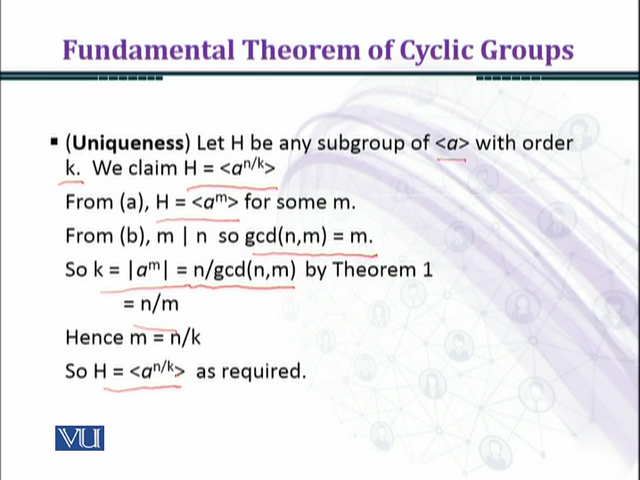 Fundamental Theorem of Cyclic Groups
▪ (Uniqueness) Let H be any subgroup of <a> with order
k. We claim H = <a^{n/k}>
From (a), H = <a^m> for some m.
From (b), m | n so gcd(n,m) = m.
So k = |a^m| = n/gcd(n,m) by Theorem 1
= n/m
Hence m = n/k
So H = <a^{n/k}> as required.
VU